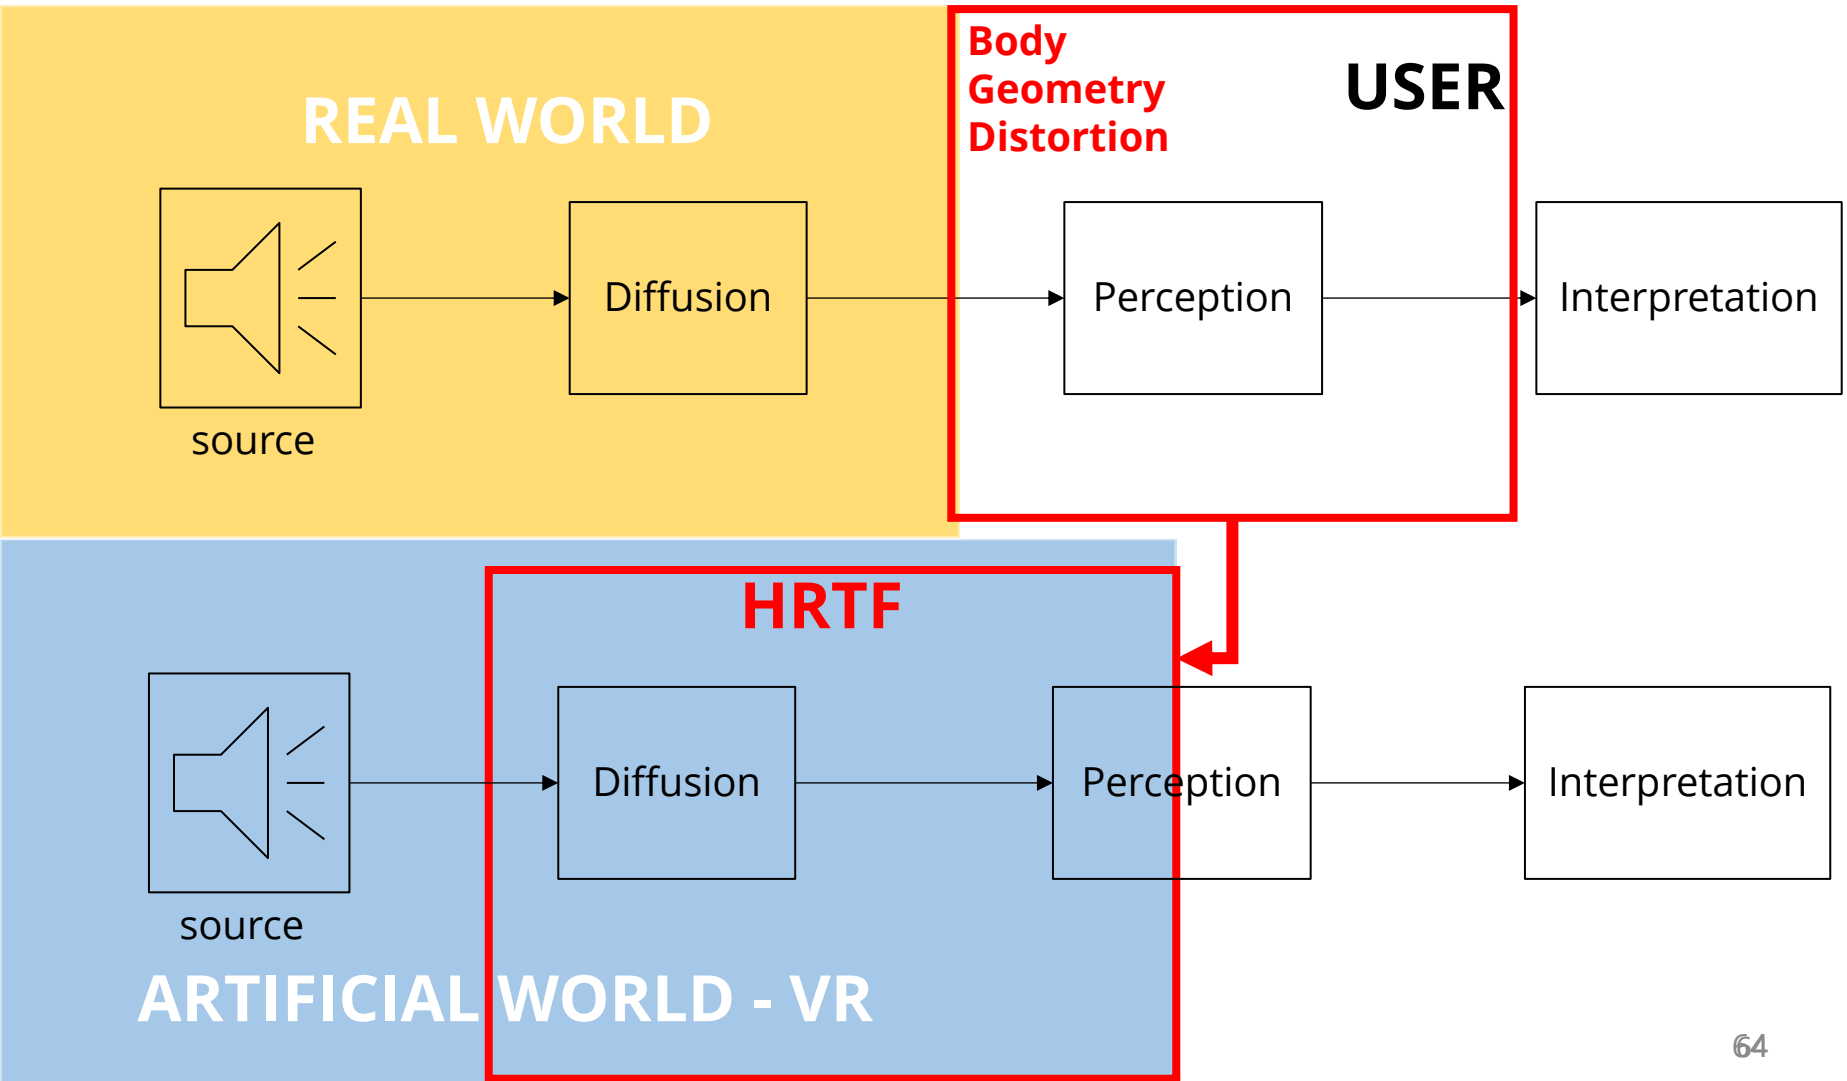 Body
Geometry
Distortion
USER
REAL WORLD
Diffusion
Perception
Interpretation
source
HRTF
Diffusion
Perception
Interpretation
source
ARTIFICIAL WORLD - VR
64